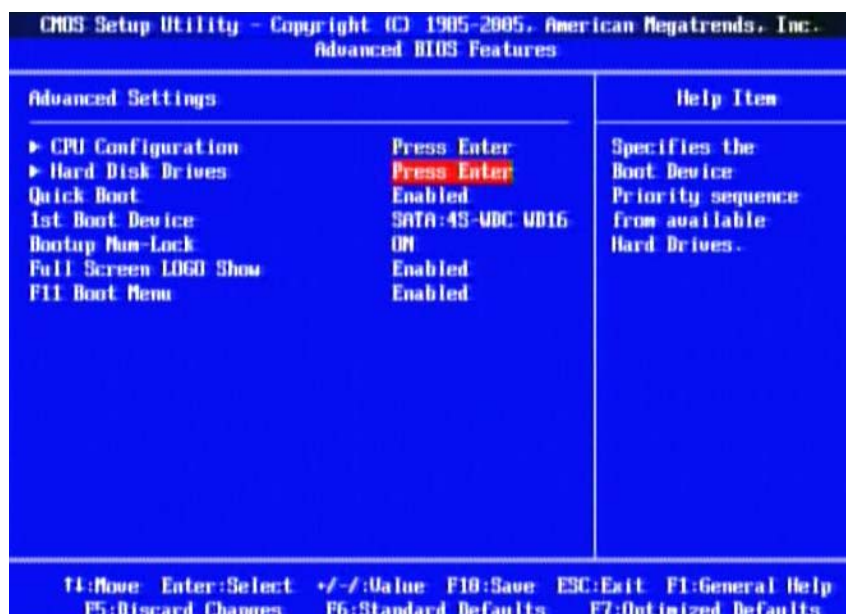 CMOS Setup Utility - Copyright (C) 1985-2005, American Megatrends, Inc.
Advanced BIOS Features
Advanced Settings
Help Item
► CPU Configuration Press Enter
► Hard Disk Drives Press Enter
Quick Boot Enabled
1st Boot Device SATA:4S-WDC WD16
Bootup Num-Lock ON
Full Screen LOGO Show Enabled
F11 Boot Menu Enabled
Specifies the
Boot Device
Priority sequence
from available
Hard Drives.
↑↓:Move Enter:Select +/-/:Value F10:Save ESC:Exit F1:General Help
F5:Discard Changes F6:Standard Defaults F7:Optimized Defaults